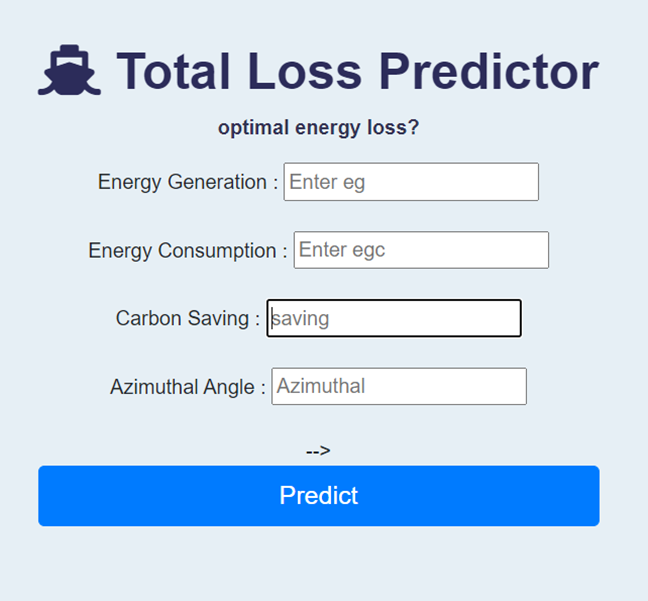 Total Loss Predictor
optimal energy loss?
Energy Generation : Enter eg
Energy Consumption : Enter egc
Carbon Saving : saving
Azimuthal Angle : Azimuthal
-->
Predict